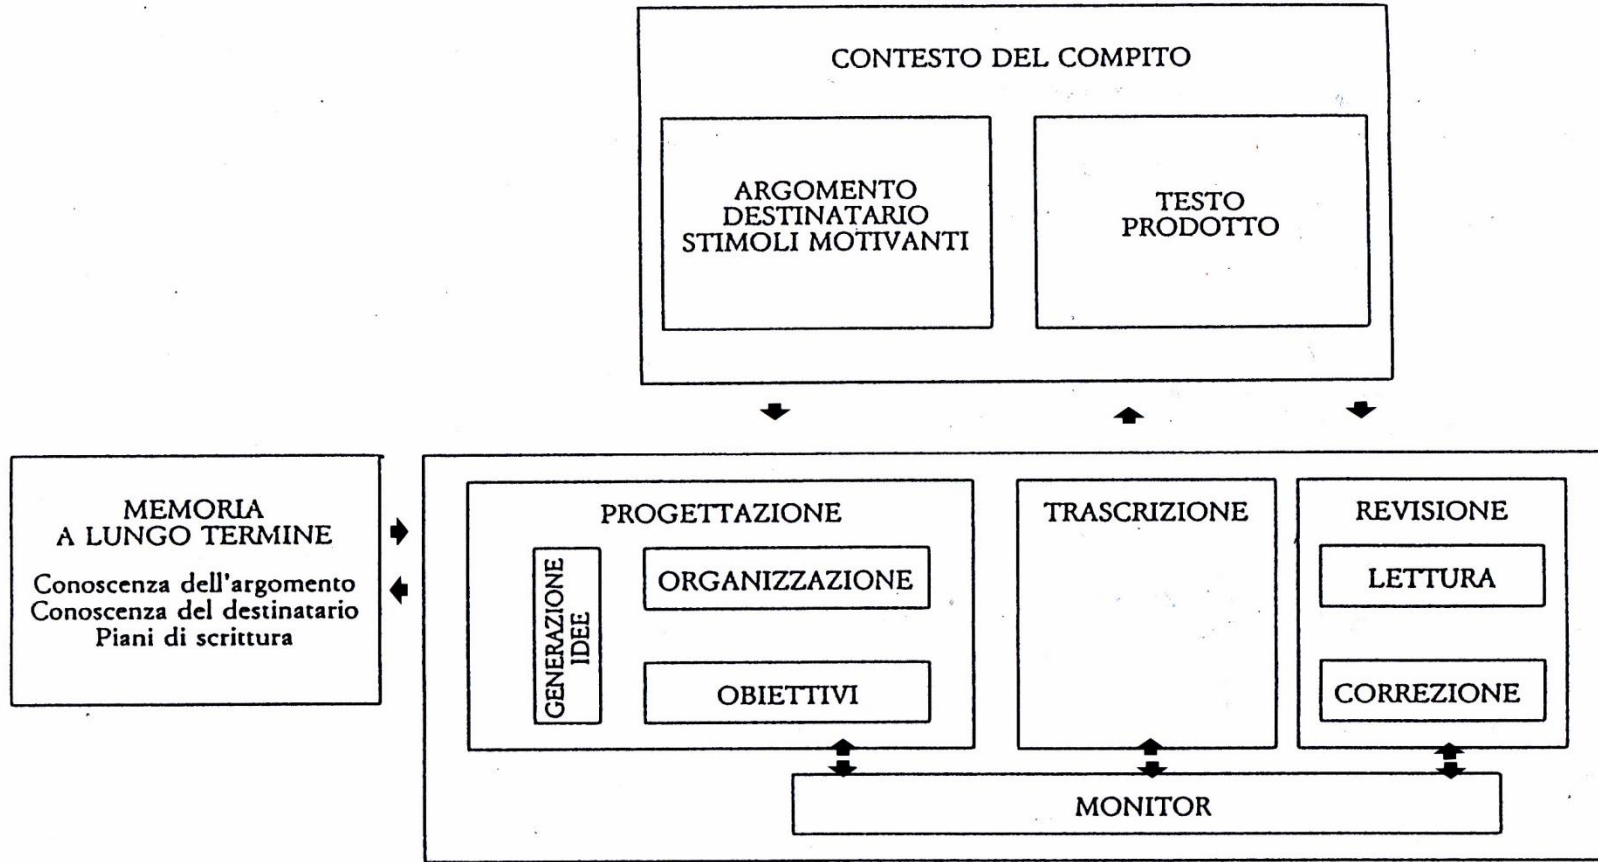 CONTESTO DEL COMPITO
ARGOMENTO
DESTINATARIO
STIMOLI MOTIVANTI
TESTO
PRODOTTO
MEMORIA
A LUNGO TERMINE
Conoscenza dell'argomento
Conoscenza del destinatario
Piani di scrittura
PROGETTAZIONE
GENERAZIONE
IDEE
ORGANIZZAZIONE
OBIETTIVI
TRASCRIZIONE
REVISIONE
LETTURA
CORREZIONE
MONITOR